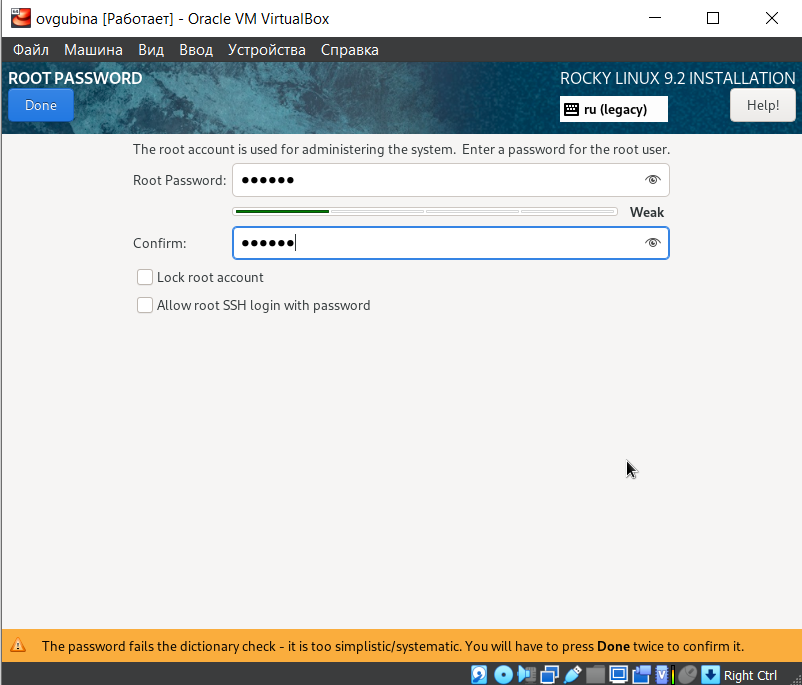 ovgubina [Работает] - Oracle VM VirtualBox
Файл Машина Вид Ввод Устройства Справка
ROOT PASSWORD
ROCKY LINUX 9.2 INSTALLATION
Done
ru (legacy)
Help!
The root account is used for administering the system. Enter a password for the root user.
Root Password: ●●●●●●
Weak
Confirm: ●●●●●●
Lock root account
Allow root SSH login with password
The password fails the dictionary check - it is too simplistic/systematic. You will have to press Done twice to confirm it.
Right Ctrl